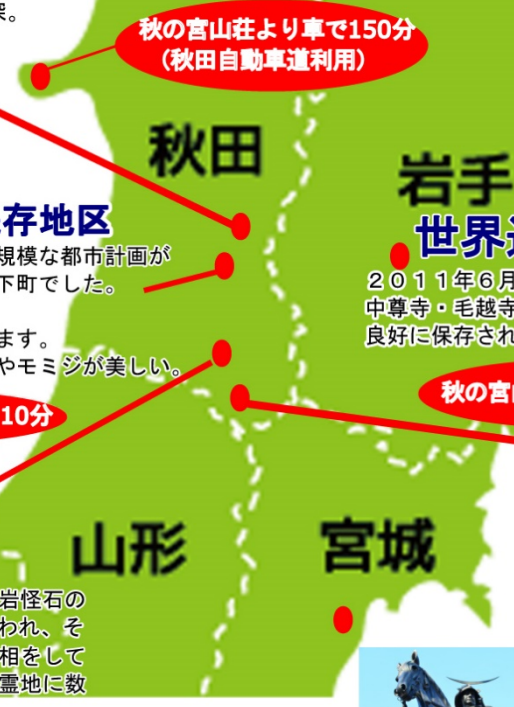 深。
秋の宮山荘より車で150分
(秋田自動車道利用)
秋田
岩手
存地区
規模な都市計画が
下町でした。
ます。
やモミジが美しい。
世界
２０１１年６月
中尊寺・毛越寺
良好に保存され
10分
秋の宮
山形
宮城
岩怪石の
われ、そ
相をして
霊地に数